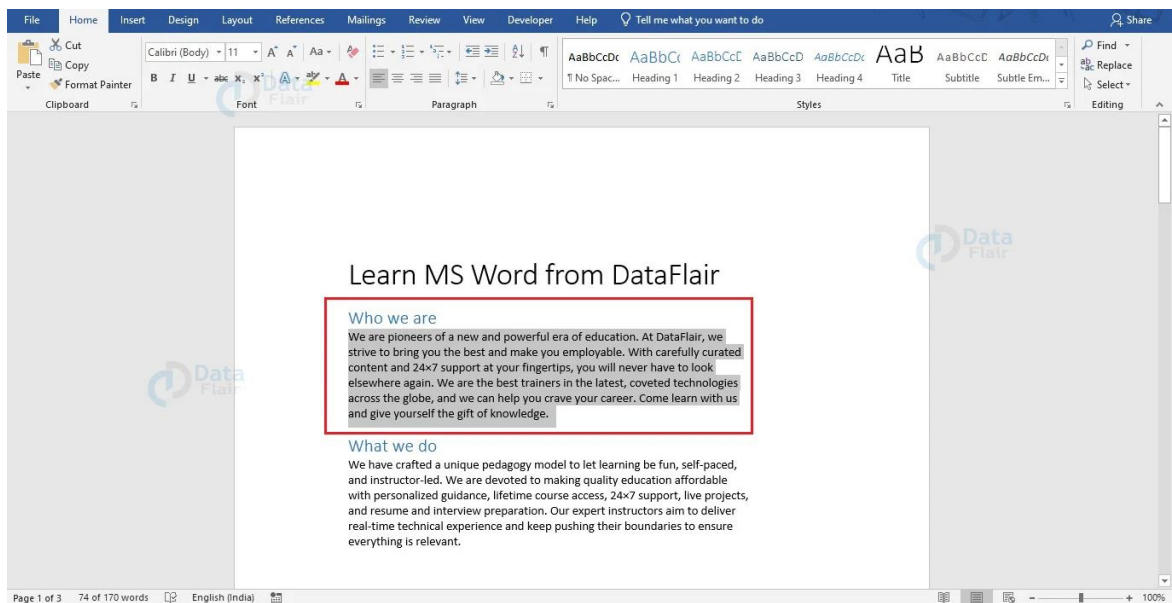 File Home Insert Design Layout References Mailings Review View Developer Help Tell me what you want to do Share
Cut
Copy
Format Painter
Paste
Clipboard
Calibri (Body) 11 A A Aa
B I U abc X₂ X² A aby A
Font
Paragraph
AaBbCcDc AaBbC( AaBbCcE AaBbCcD AaBbCcDc AaB AaBbCcD AaBbCcDc
¶ No Spac... Heading 1 Heading 2 Heading 3 Heading 4 Title Subtitle Subtle Em...
Styles
Find
Replace
Select
Editing
Data
Flair
Learn MS Word from DataFlair
Data
Flair
Who we are
We are pioneers of a new and powerful era of education. At DataFlair, we
strive to bring you the best and make you employable. With carefully curated
content and 24×7 support at your fingertips, you will never have to look
elsewhere again. We are the best trainers in the latest, coveted technologies
across the globe, and we can help you crave your career. Come learn with us
and give yourself the gift of knowledge.
Data
Flair
What we do
We have crafted a unique pedagogy model to let learning be fun, self-paced,
and instructor-led. We are devoted to making quality education affordable
with personalized guidance, lifetime course access, 24×7 support, live projects,
and resume and interview preparation. Our expert instructors aim to deliver
real-time technical experience and keep pushing their boundaries to ensure
everything is relevant.
Page 1 of 3 74 of 170 words English (India) 100%